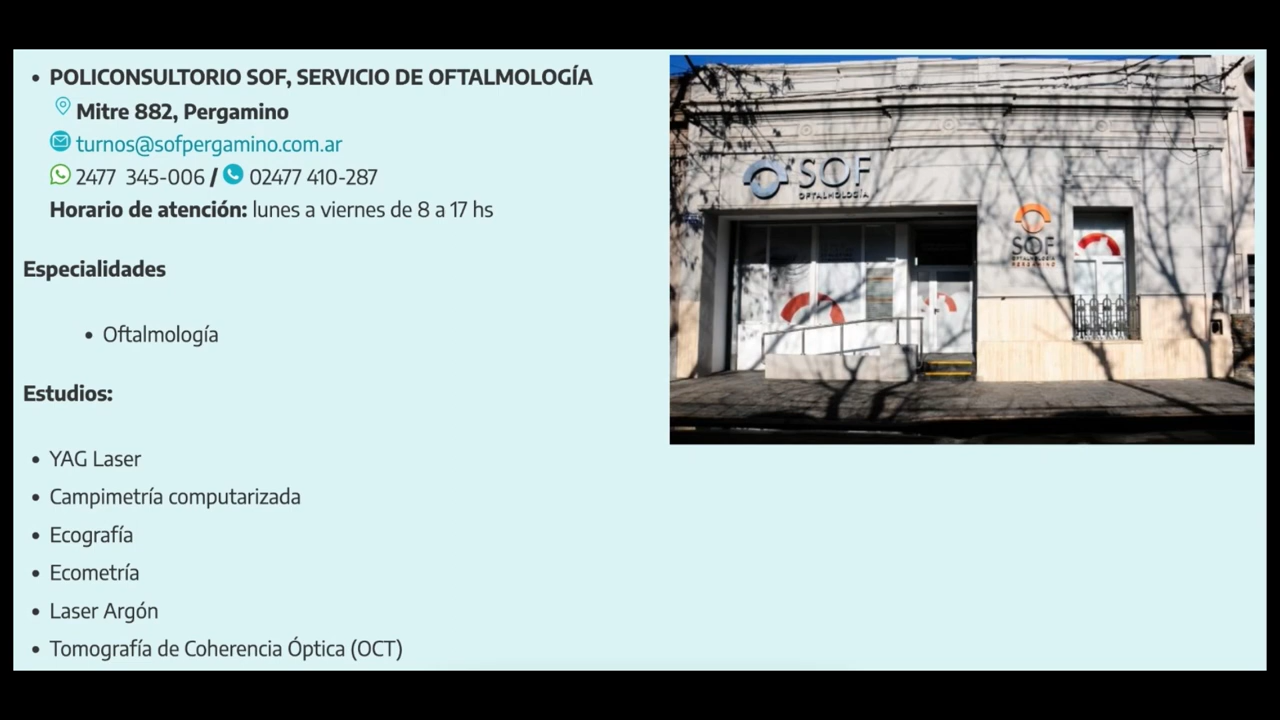 POLICONSULTORIO SOF, SERVICIO DE OFTALMOLOGÍA
Mitre 882, Pergamino
turnos@sofpergamino.com.ar
2477 345-006 / 02477 410-287
Horario de atención: lunes a viernes de 8 a 17 hs
Especialidades
Oftalmología
Estudios:
YAG Laser
Campimetría computarizada
Ecografía
Ecometría
Laser Argón
Tomografía de Coherencia Óptica (OCT)
SOF
OFTALMOLOGÍA
SOF
OFTALMOLOGÍA
PERGAMINO